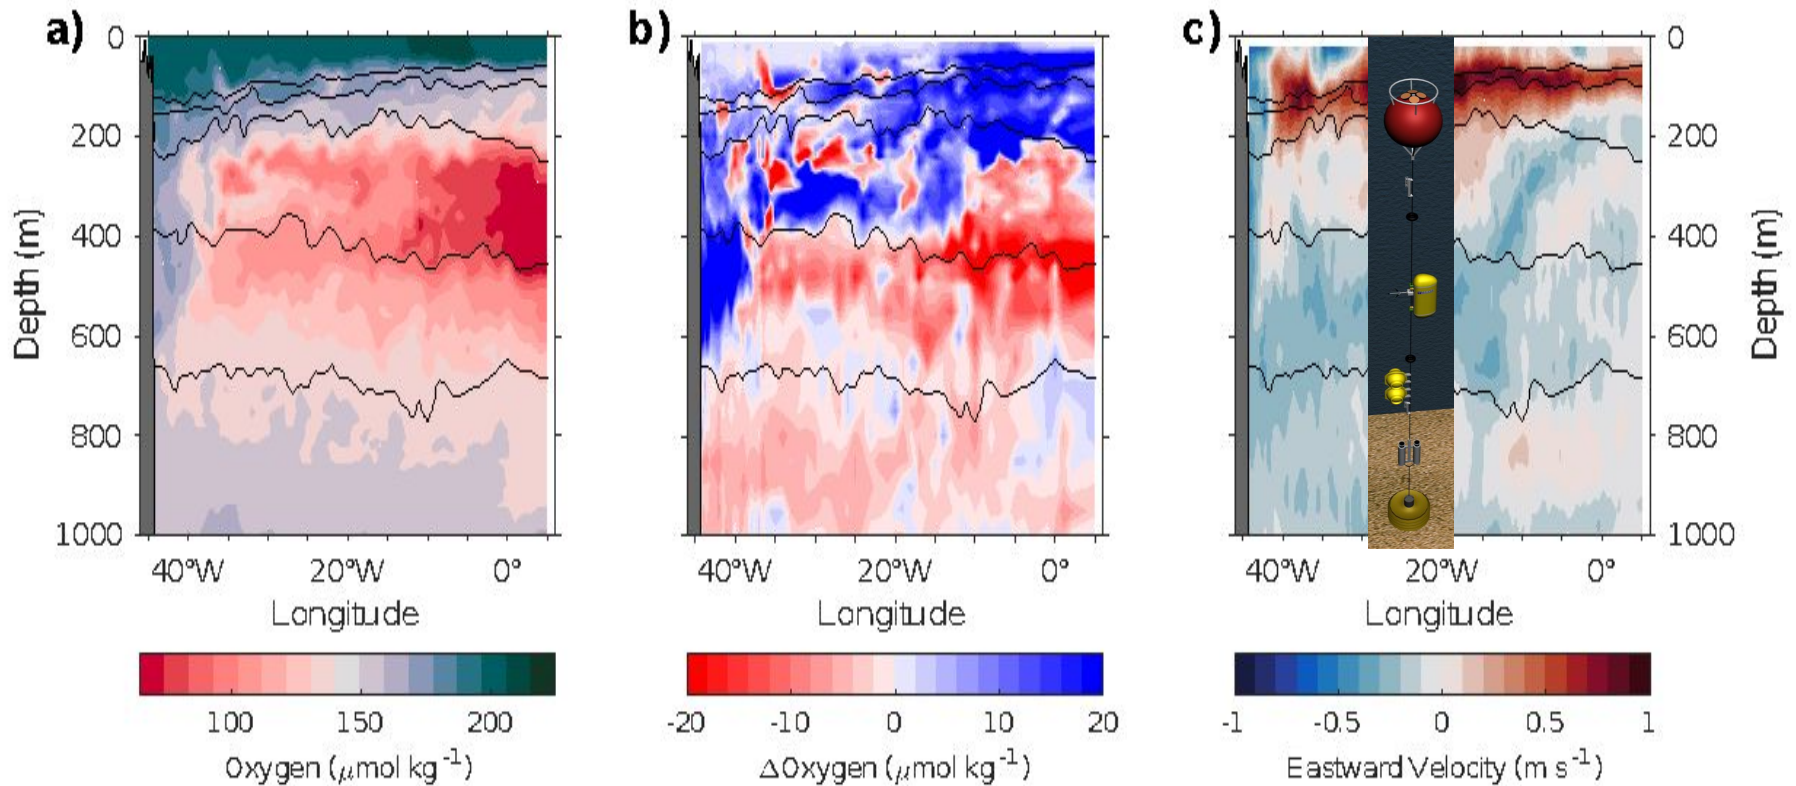 a)
b)
c)
0
200
400
600
800
1000
Depth (m)
0
200
400
600
800
1000
Depth (m)
40°W 20°W 0°
Longitude
40°W 20°W 0°
Longitude
40°W 20°W 0°
Longitude
100 150 200
Oxygen (μmol kg⁻¹)
-20 -10 0 10 20
ΔOxygen (μmol kg⁻¹)
-1 -0.5 0 0.5 1
Eastward Velocity (m s⁻¹)